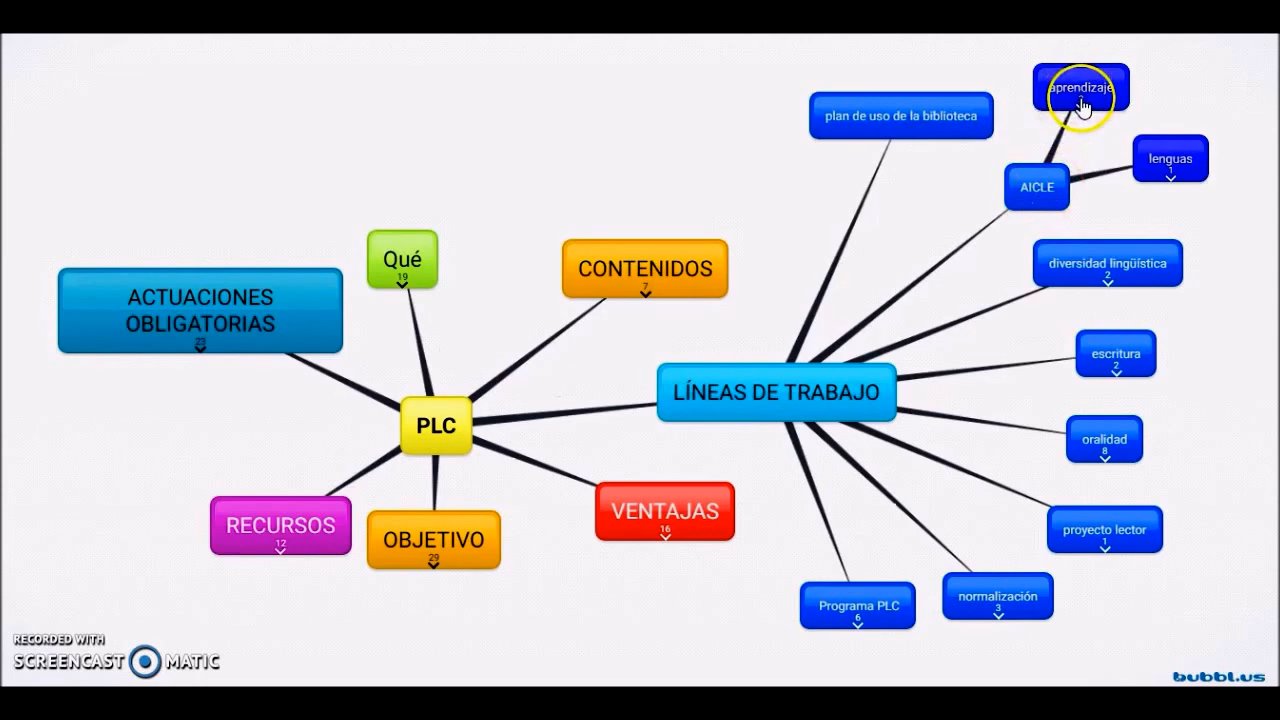 aprendizaje
2
plan de uso de la biblioteca
lenguas
1
AICLE
Qué
19
CONTENIDOS
7
diversidad lingüística
2
ACTUACIONES
OBLIGATORIAS
23
escritura
2
LÍNEAS DE TRABAJO
PLC
oralidad
8
RECURSOS
12
OBJETIVO
29
VENTAJAS
16
proyecto lector
1
Programa PLC
6
normalización
3
RECORDED WITH
SCREENCAST MATIC
bubbl.us